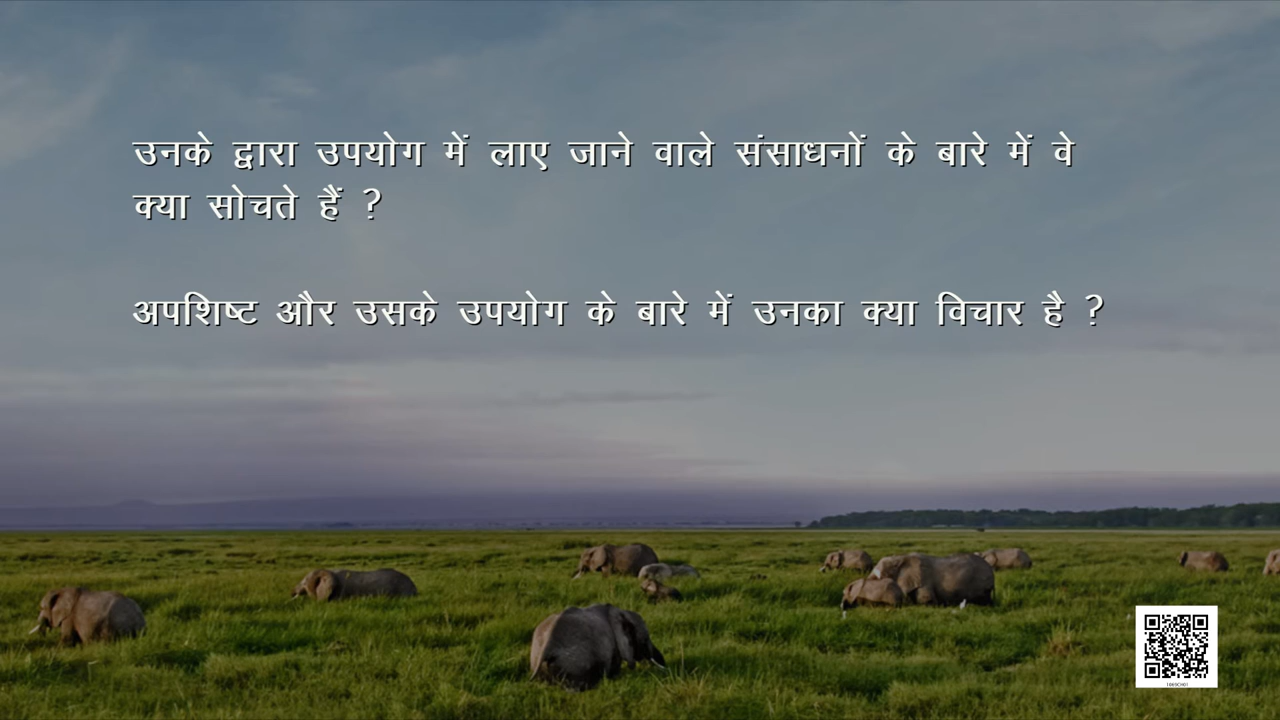 उनके द्वारा उपयोग में लाए जाने वाले संसाधनों के बारे में वे
क्या सोचते हैं ?
अपशिष्ट और उसके उपयोग के बारे में उनका क्या विचार है ?